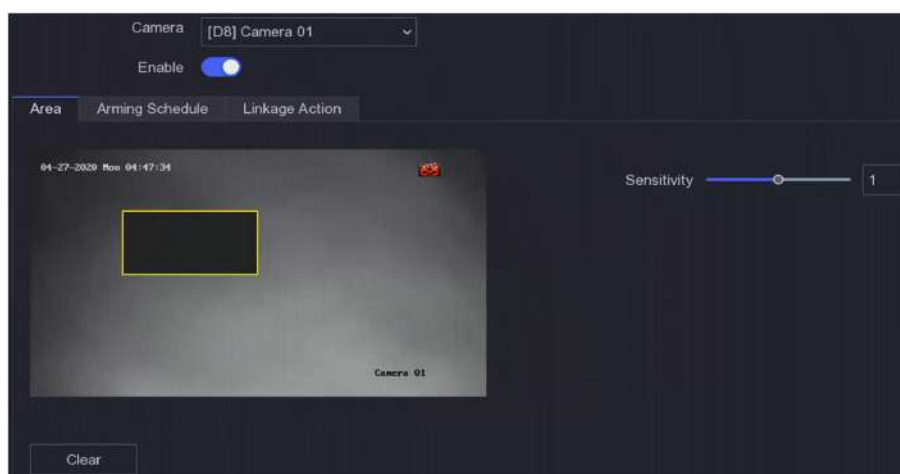 Camera [D8] Camera 01
Enable
Area Arming Schedule Linkage Action
04-27-2020 Mon 04:47:34
Sensitivity 1
Camera 01
Clear